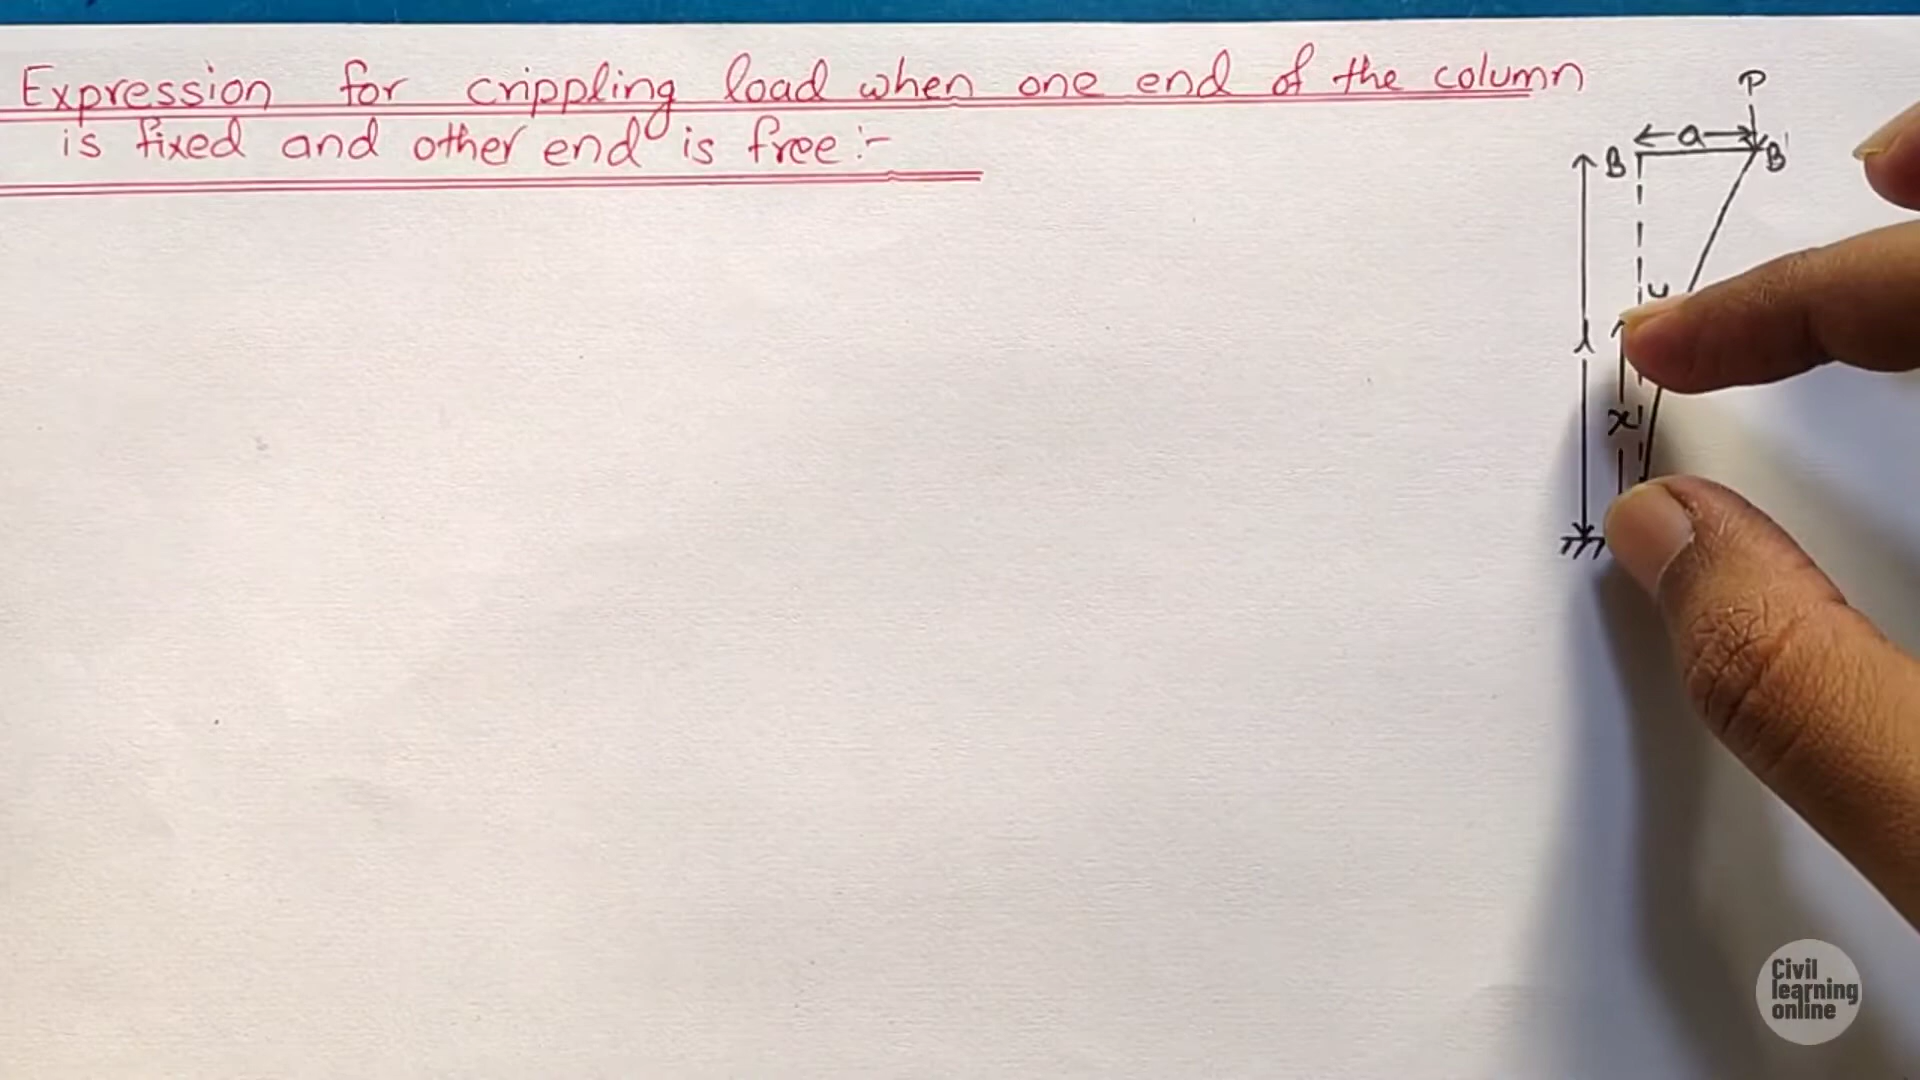 Expression for crippling load when one end of the column
is fixed and other end is free :-
P
a
B B'
y
l
x
Civil
learning
online